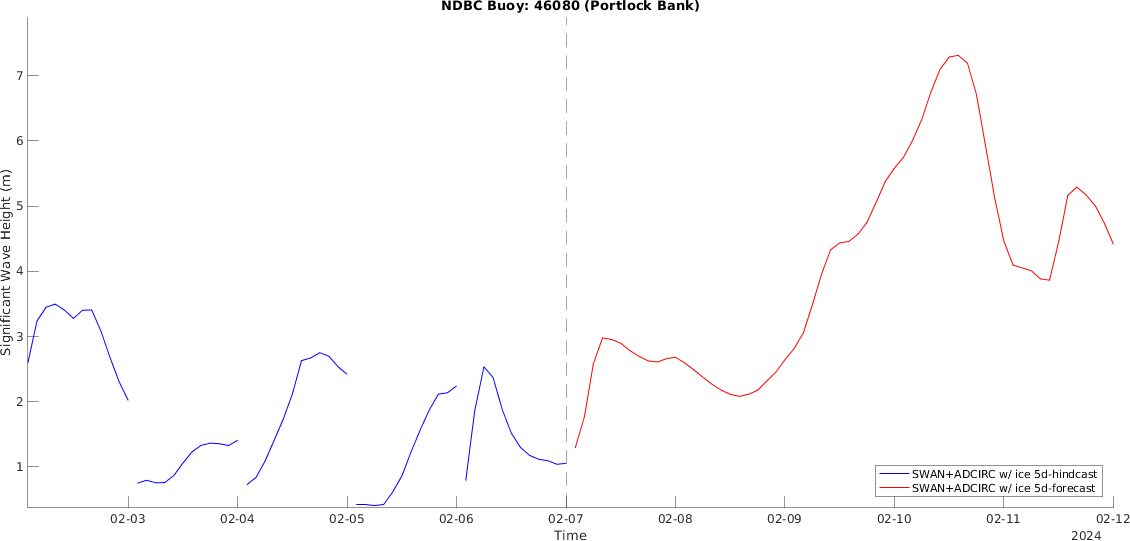 NDBC Buoy: 46080 (Portlock Bank)
Significant Wave Height (m)
7
6
5
4
3
2
1
SWAN+ADCIRC w/ ice 5d-hindcast
SWAN+ADCIRC w/ ice 5d-forecast
02-03 02-04 02-05 02-06 02-07 02-08 02-09 02-10 02-11 02-12
Time
2024